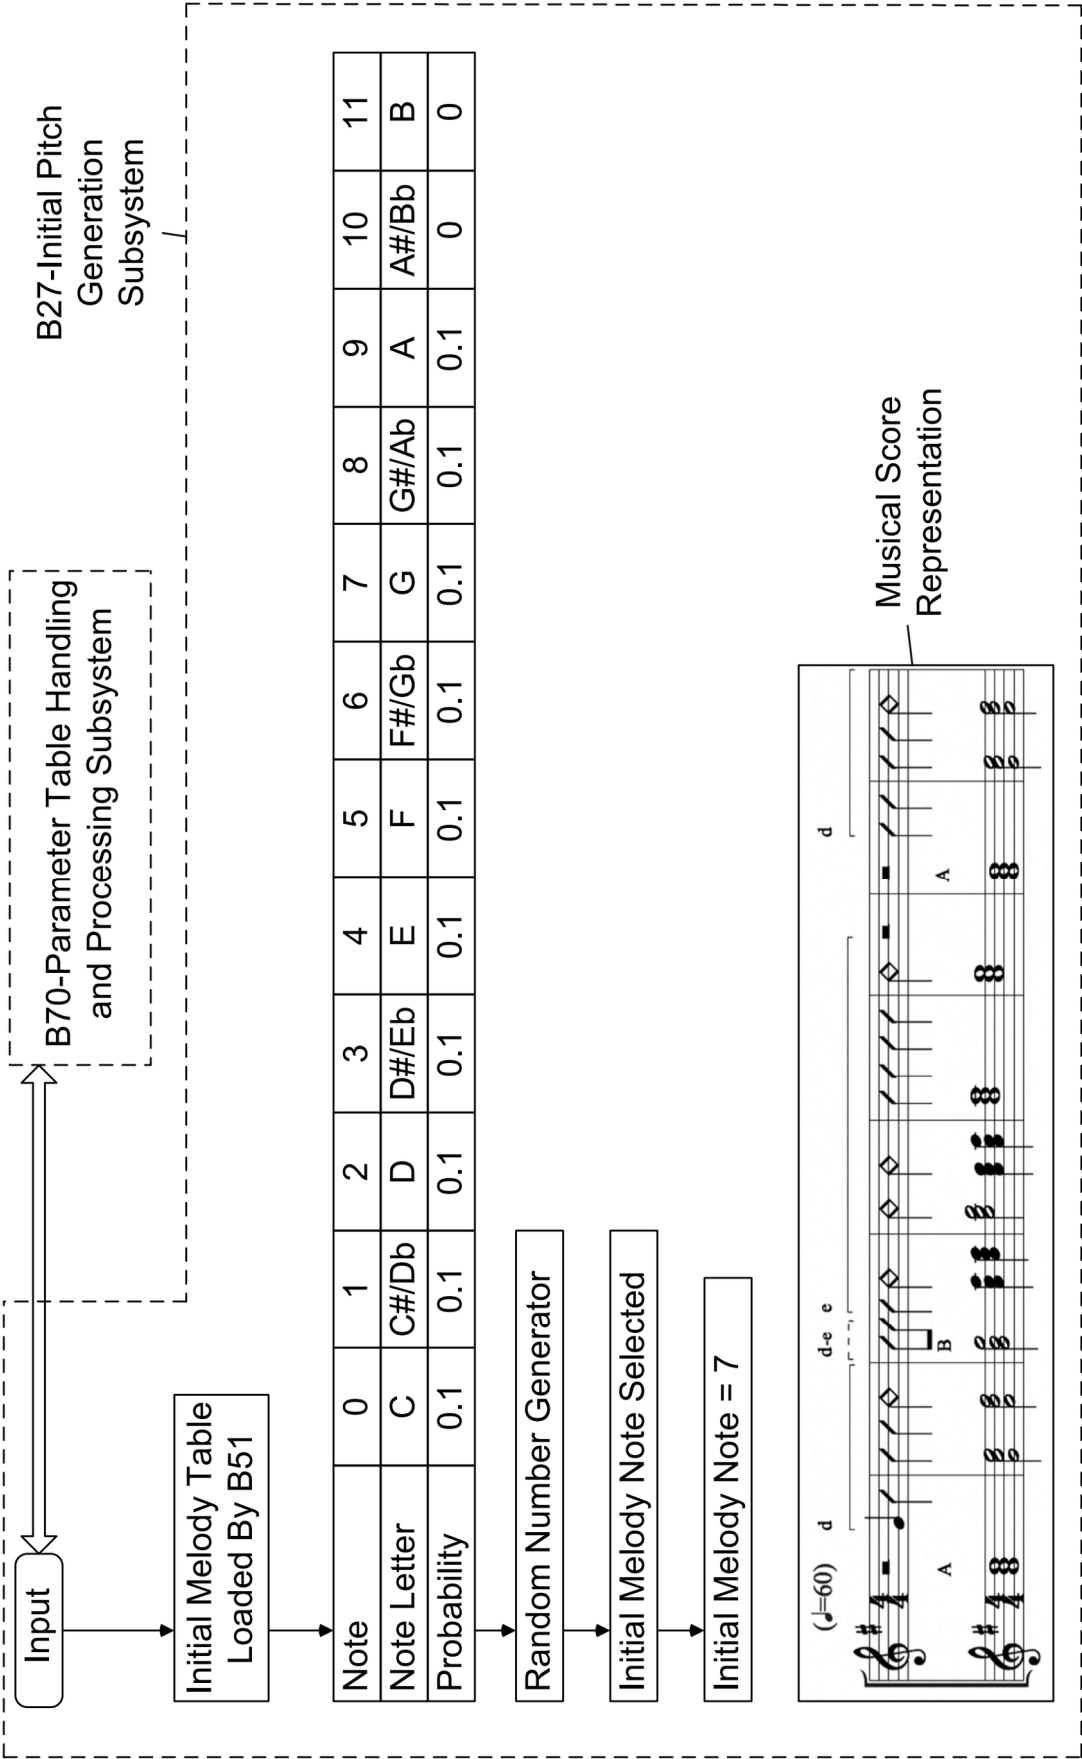 B27-Initial Pitch
Generation
Subsystem
B70-Parameter Table Handling
and Processing Subsystem
Input
Initial Melody Table
Loaded By B51
Note 0 1 2 3 4 5 6 7 8 9 10 11
Note Letter C C#/Db D D#/Eb E F F#/Gb G G#/Ab A A#/Bb B
Probability 0.1 0.1 0.1 0.1 0.1 0.1 0.1 0.1 0.1 0.1 0 0
Random Number Generator
Initial Melody Note Selected
Initial Melody Note = 7
Musical Score
Representation
(♩=60)
d d-e e d
4
4
A B A
4
4